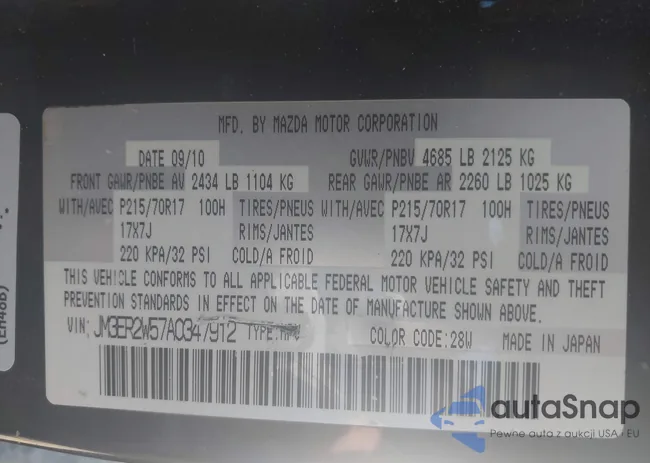 MFD. BY MAZDA MOTOR CORPORATION
DATE 09/10 GVWR/PNBV 4685 LB 2125 KG
FRONT GAWR/PNBE AV 2434 LB 1104 KG REAR GAWR/PNBE AR 2260 LB 1025 KG
WITH/AVEC P215/70R17 100H TIRES/PNEUS WITH/AVEC P215/70R17 100H TIRES/PNEUS
17X7J RIMS/JANTES 17X7J RIMS/JANTES
220 KPA/32 PSI COLD/A FROID 220 KPA/32 PSI COLD/A FROID
THIS VEHICLE CONFORMS TO ALL APPLICABLE FEDERAL MOTOR VEHICLE SAFETY AND THEFT
PREVENTION STANDARDS IN EFFECT ON THE DATE OF MANUFACTURE SHOWN ABOVE.
VIN: JM3ER2W57A0347912 TYPE:MPV COLOR CODE:28W MADE IN JAPAN
(EH46B)
autaSnap
Pewne auta z aukcji USA - EU